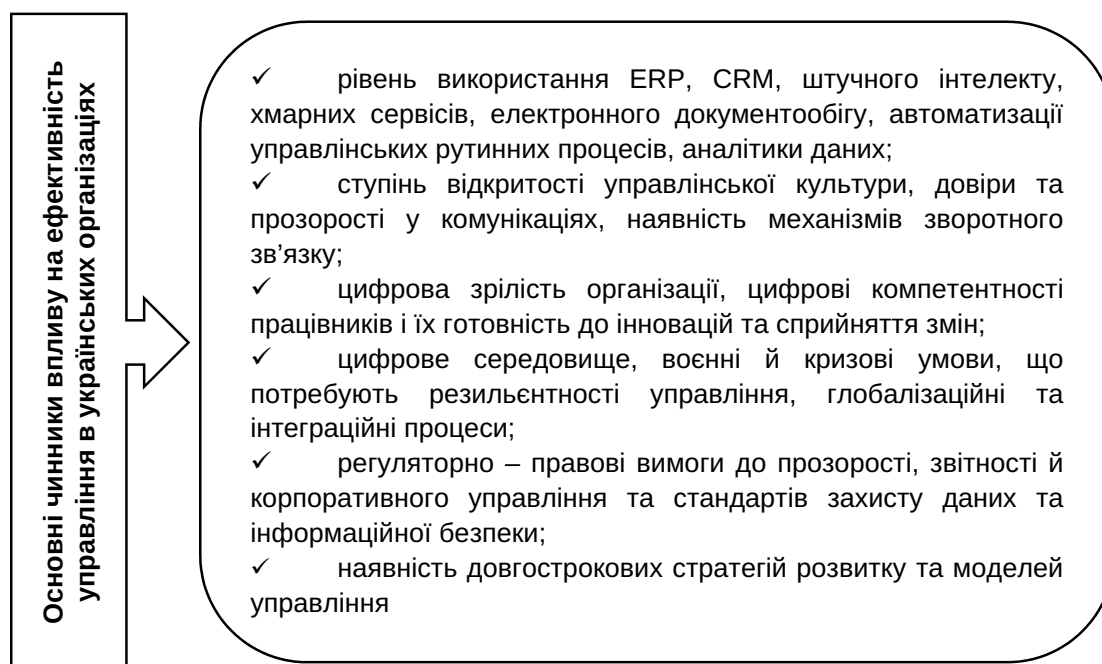 Основні чинники впливу на ефективність
управління в українських організаціях
✓ рівень використання ERP, CRM, штучного інтелекту,
хмарних сервісів, електронного документообігу, автоматизації
управлінських рутинних процесів, аналітики даних;
✓ ступінь відкритості управлінської культури, довіри та
прозорості у комунікаціях, наявність механізмів зворотного
зв’язку;
✓ цифрова зрілість організації, цифрові компетентності
працівників і їх готовність до інновацій та сприйняття змін;
✓ цифрове середовище, воєнні й кризові умови, що
потребують резильєнтності управління, глобалізаційні та
інтеграційні процеси;
✓ регуляторно – правові вимоги до прозорості, звітності й
корпоративного управління та стандартів захисту даних та
інформаційної безпеки;
✓ наявність довгострокових стратегій розвитку та моделей
управління